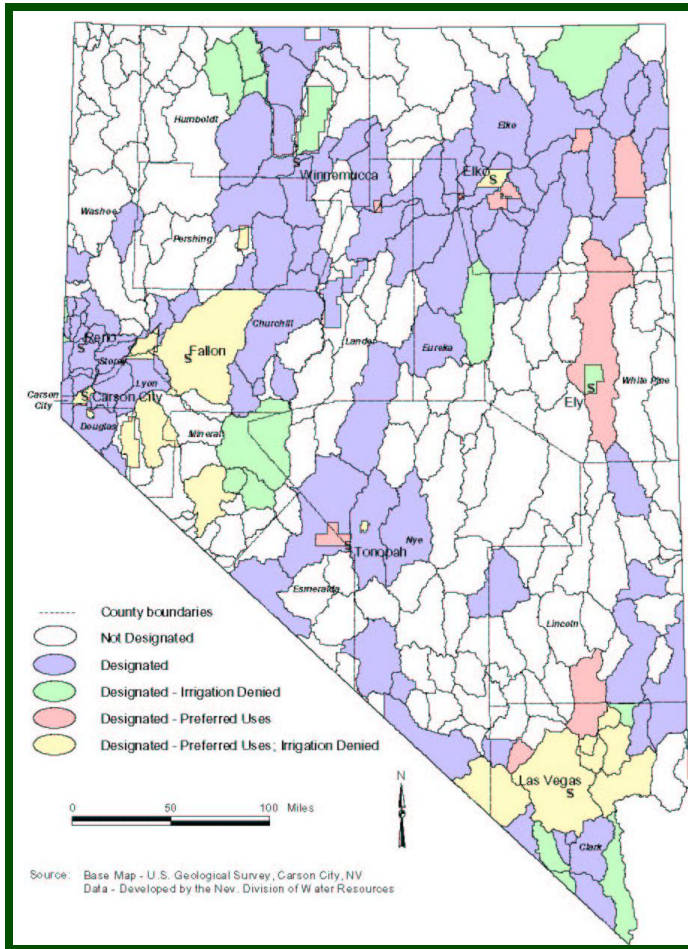 Humboldt
Elko
Winnemucca
Elko
S
S
Washoe
Pershing
Churchill
Reno
S
Storey
Fallon
S
Lander
Eureka
Lyon
White Pine
Carson City
S
Carson City
Ely
S
Douglas
Mineral
S
Tonopah
Nye
Esmeralda
Lincoln
County boundaries
Not Designated
Designated
Designated - Irrigation Denied
Designated - Preferred Uses
Designated - Preferred Uses; Irrigation Denied
Las Vegas
S
N
0 50 100 Miles
Clark
Source: Base Map - U.S. Geological Survey, Carson City, NV
Data - Developed by the Nev. Division of Water Resources